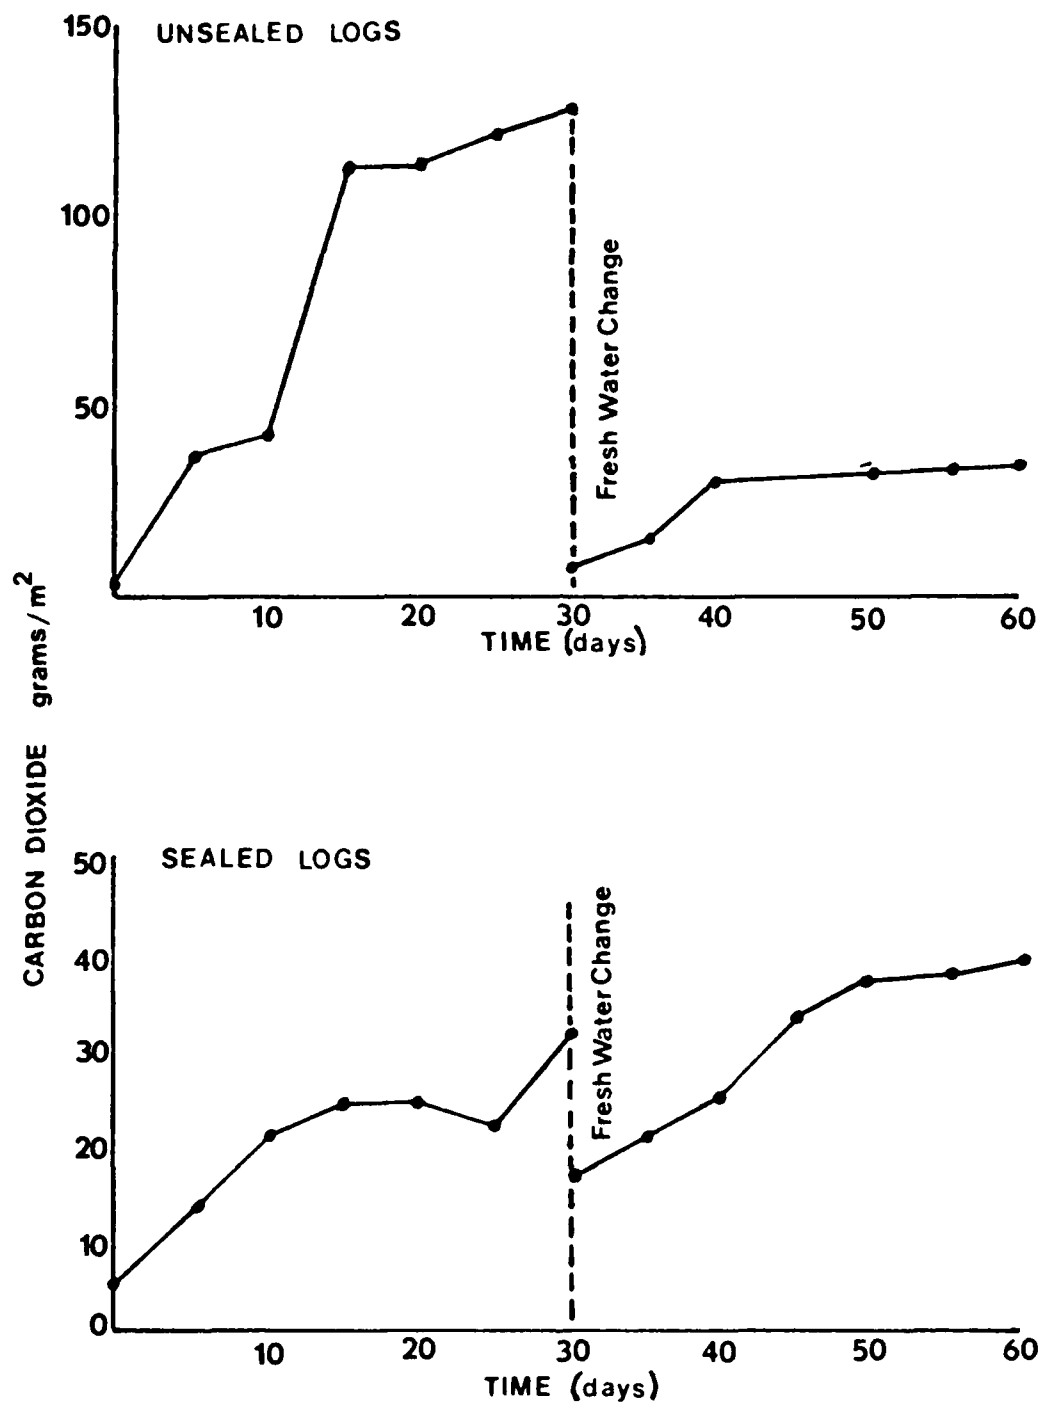 150
UNSEALED LOGS
100
50
Fresh Water Change
10 20 30 40 50 60
TIME (days)
CARBON DIOXIDE grams/m²
50
SEALED LOGS
40
30
20
10
0
Fresh Water Change
10 20 30 40 50 60
TIME (days)